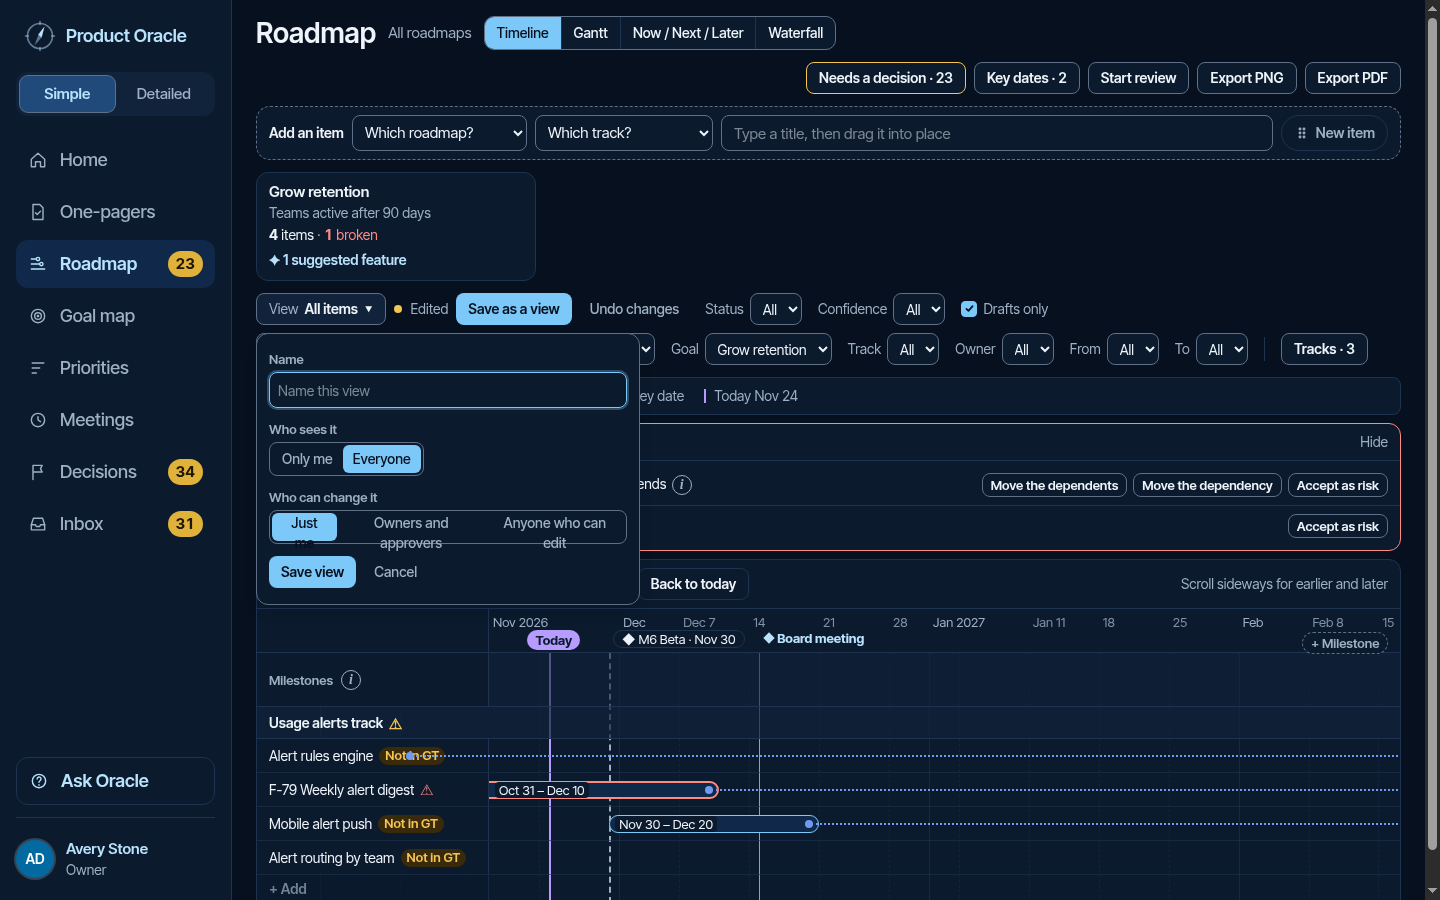 Product Oracle
Simple
Detailed
Home
One-pagers
Roadmap 23
Goal map
Priorities
Meetings
Decisions 34
Inbox 31
Ask Oracle
AD
Avery Stone
Owner
Roadmap All roadmaps Timeline Gantt Now / Next / Later Waterfall
Needs a decision · 23 Key dates · 2 Start review Export PNG Export PDF
Add an item Which roadmap? Which track? Type a title, then drag it into place New item
Grow retention
Teams active after 90 days
4 items · 1 broken
1 suggested feature
View All items Edited Save as a view Undo changes Status All Confidence All Drafts only
Goal Grow retention Track All Owner All From All To All Tracks · 3
Name
Name this view
Who sees it
Only me Everyone
Who can change it
Just me
Owners and approvers
Anyone who can edit
Save view Cancel
ey date Today Nov 24
Hide
ends i Move the dependents Move the dependency Accept as risk
Accept as risk
Back to today Scroll sideways for earlier and later
Nov 2026 Dec Dec 7 14 21 28 Jan 2027 Jan 11 18 25 Feb Feb 8 15
Today M6 Beta · Nov 30 Board meeting + Milestone
Milestones i
Usage alerts track
Alert rules engine Not in GT
F-79 Weekly alert digest Oct 31 – Dec 10
Mobile alert push Not in GT Nov 30 – Dec 20
Alert routing by team Not in GT
+ Add